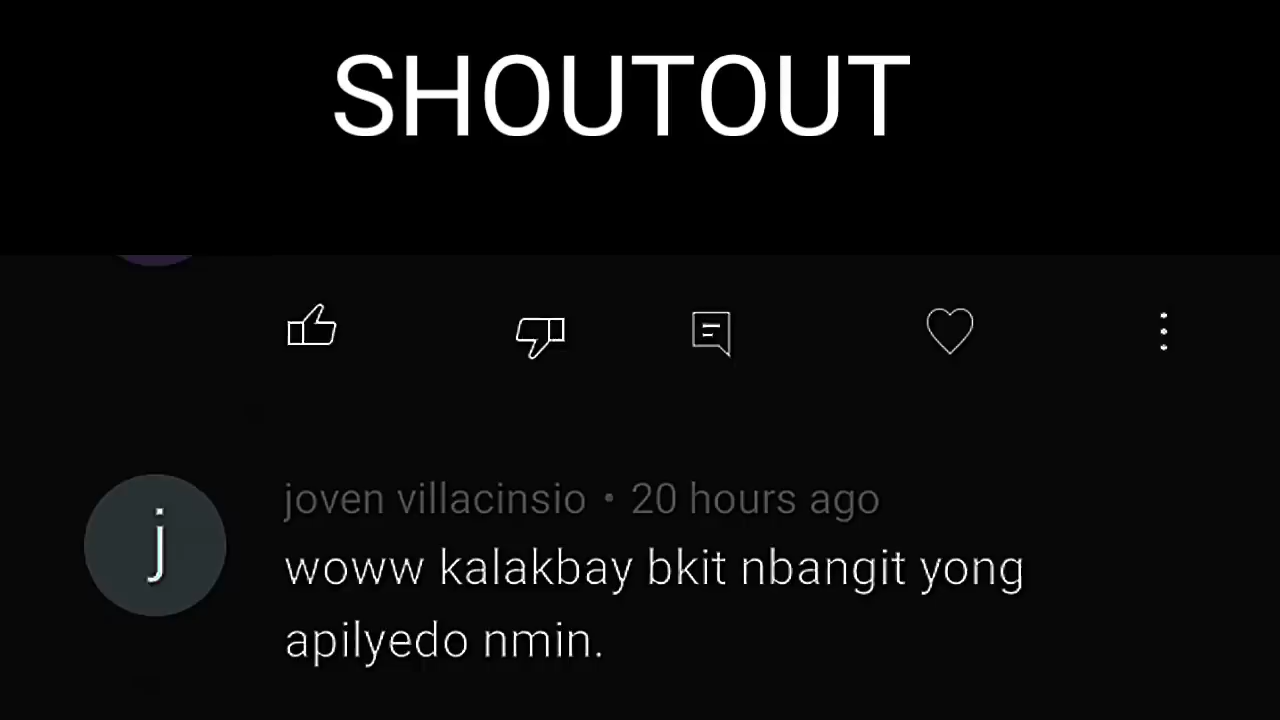 SHOUTOUT
j
joven villacinsio • 20 hours ago
woww kalakbay bkit nbangit yong
apilyedo nmin.